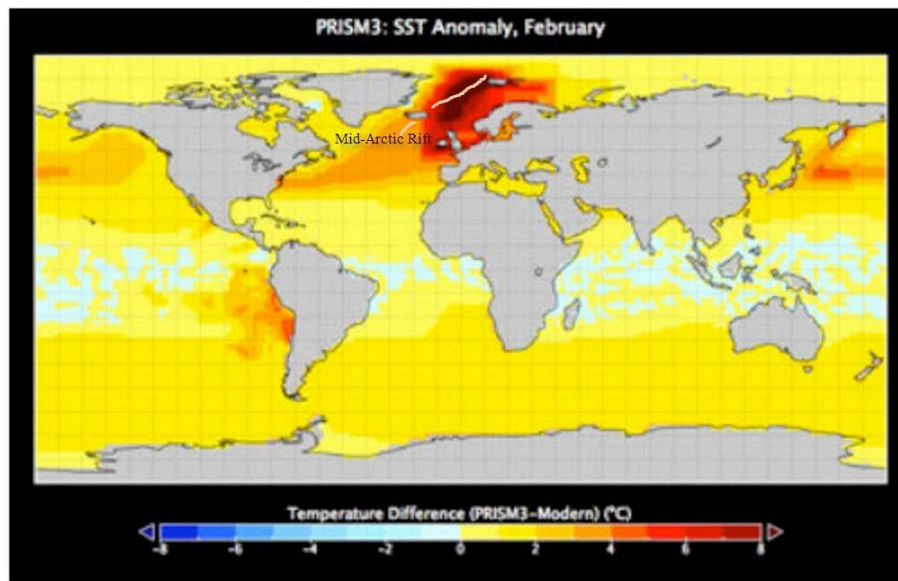 PRISM3: SST Anomaly, February
Mid-Arctic Rift
Temperature Difference (PRISM3-Modern) (°C)
-8 -6 -4 -2 0 2 4 6 8